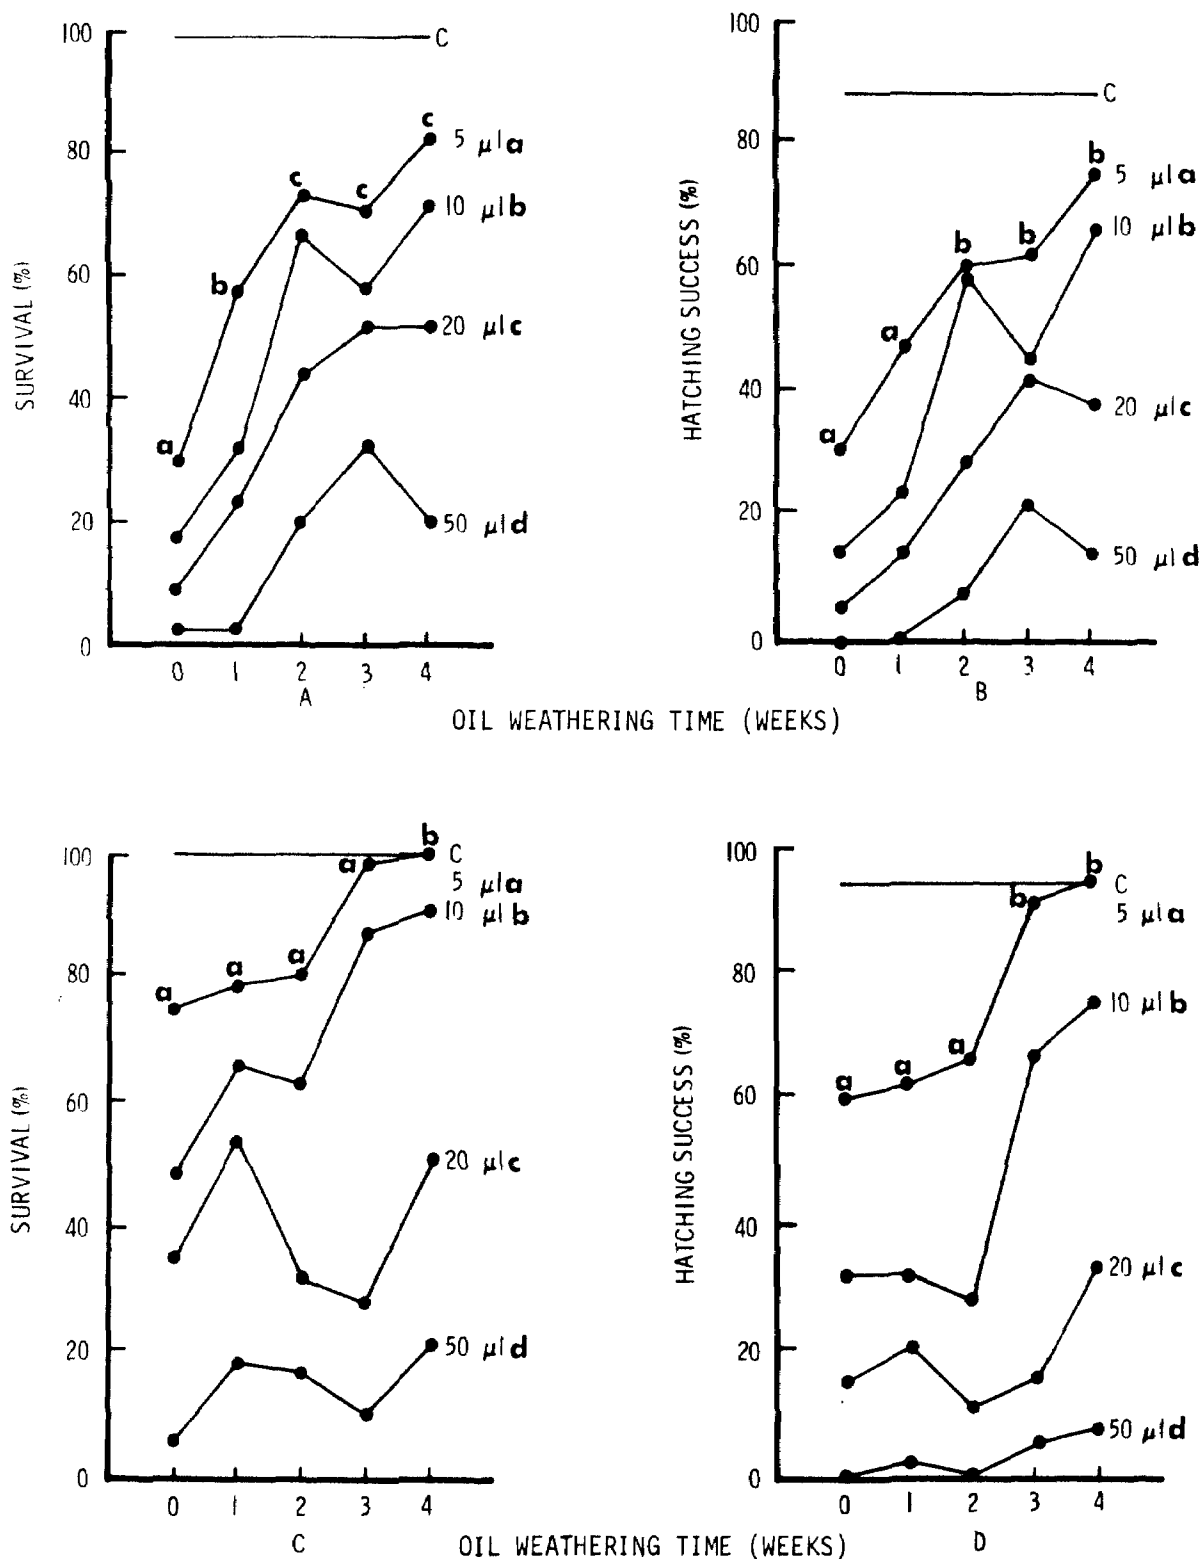 100
80
60
40
20
0
SURVIVAL (%)
C
c
5 μl a
c
c
10 μl b
b
20 μl c
a
50 μl d
0 1 2 3 4
A
100
80
60
40
20
0
HATCHING SUCCESS (%)
C
b
5 μl a
b
b
10 μl b
a
20 μl c
a
50 μl d
0 1 2 3 4
B
OIL WEATHERING TIME (WEEKS)
100
80
60
40
20
0
SURVIVAL (%)
b
C
a
5 μl a
10 μl b
a
a
a
20 μl c
50 μl d
0 1 2 3 4
C
100
80
60
40
20
0
HATCHING SUCCESS (%)
b
C
b
5 μl a
10 μl b
a
a
a
20 μl c
50 μl d
0 1 2 3 4
D
OIL WEATHERING TIME (WEEKS)